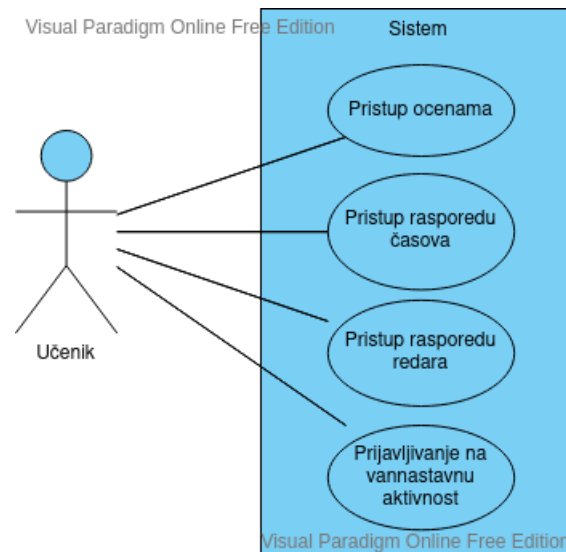 Visual Paradigm Online Free Edition
Sistem
Pristup ocenama
Pristup rasporedu
časova
Učenik
Pristup rasporedu
redara
Prijavljivanje na
vannastavnu
aktivnost
Visual Paradigm Online Free Edition